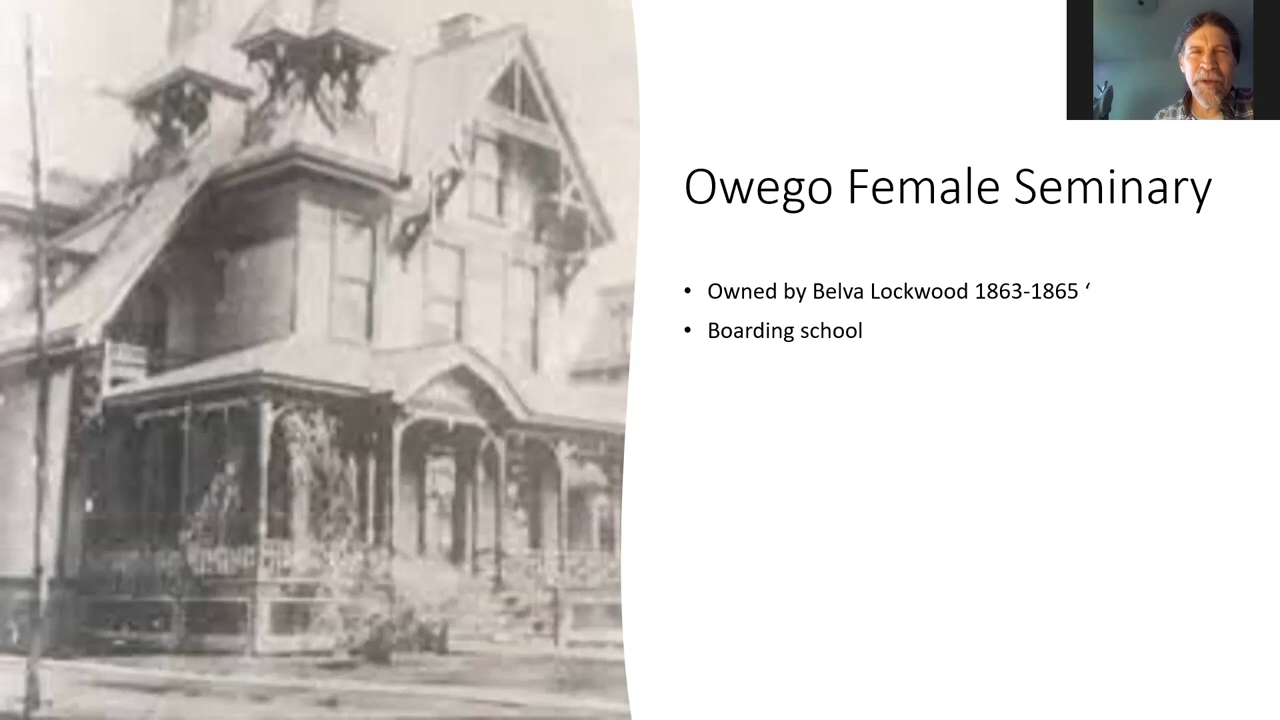 Owego Female Seminary
• Owned by Belva Lockwood 1863-1865 ‘
• Boarding school